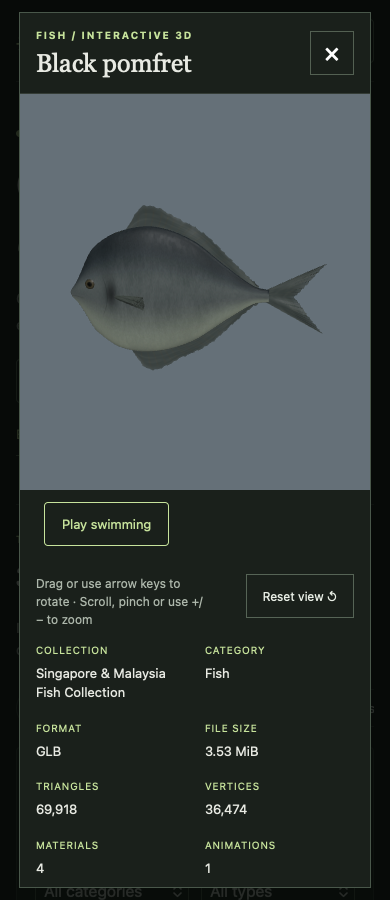 FISH / INTERACTIVE 3D
Black pomfret
×
Play swimming
Drag or use arrow keys to
rotate · Scroll, pinch or use +/
− to zoom
Reset view ↺
COLLECTION
Singapore & Malaysia
Fish Collection
CATEGORY
Fish
FORMAT
GLB
FILE SIZE
3.53 MiB
TRIANGLES
69,918
VERTICES
36,474
MATERIALS
4
ANIMATIONS
1
All categories
All types